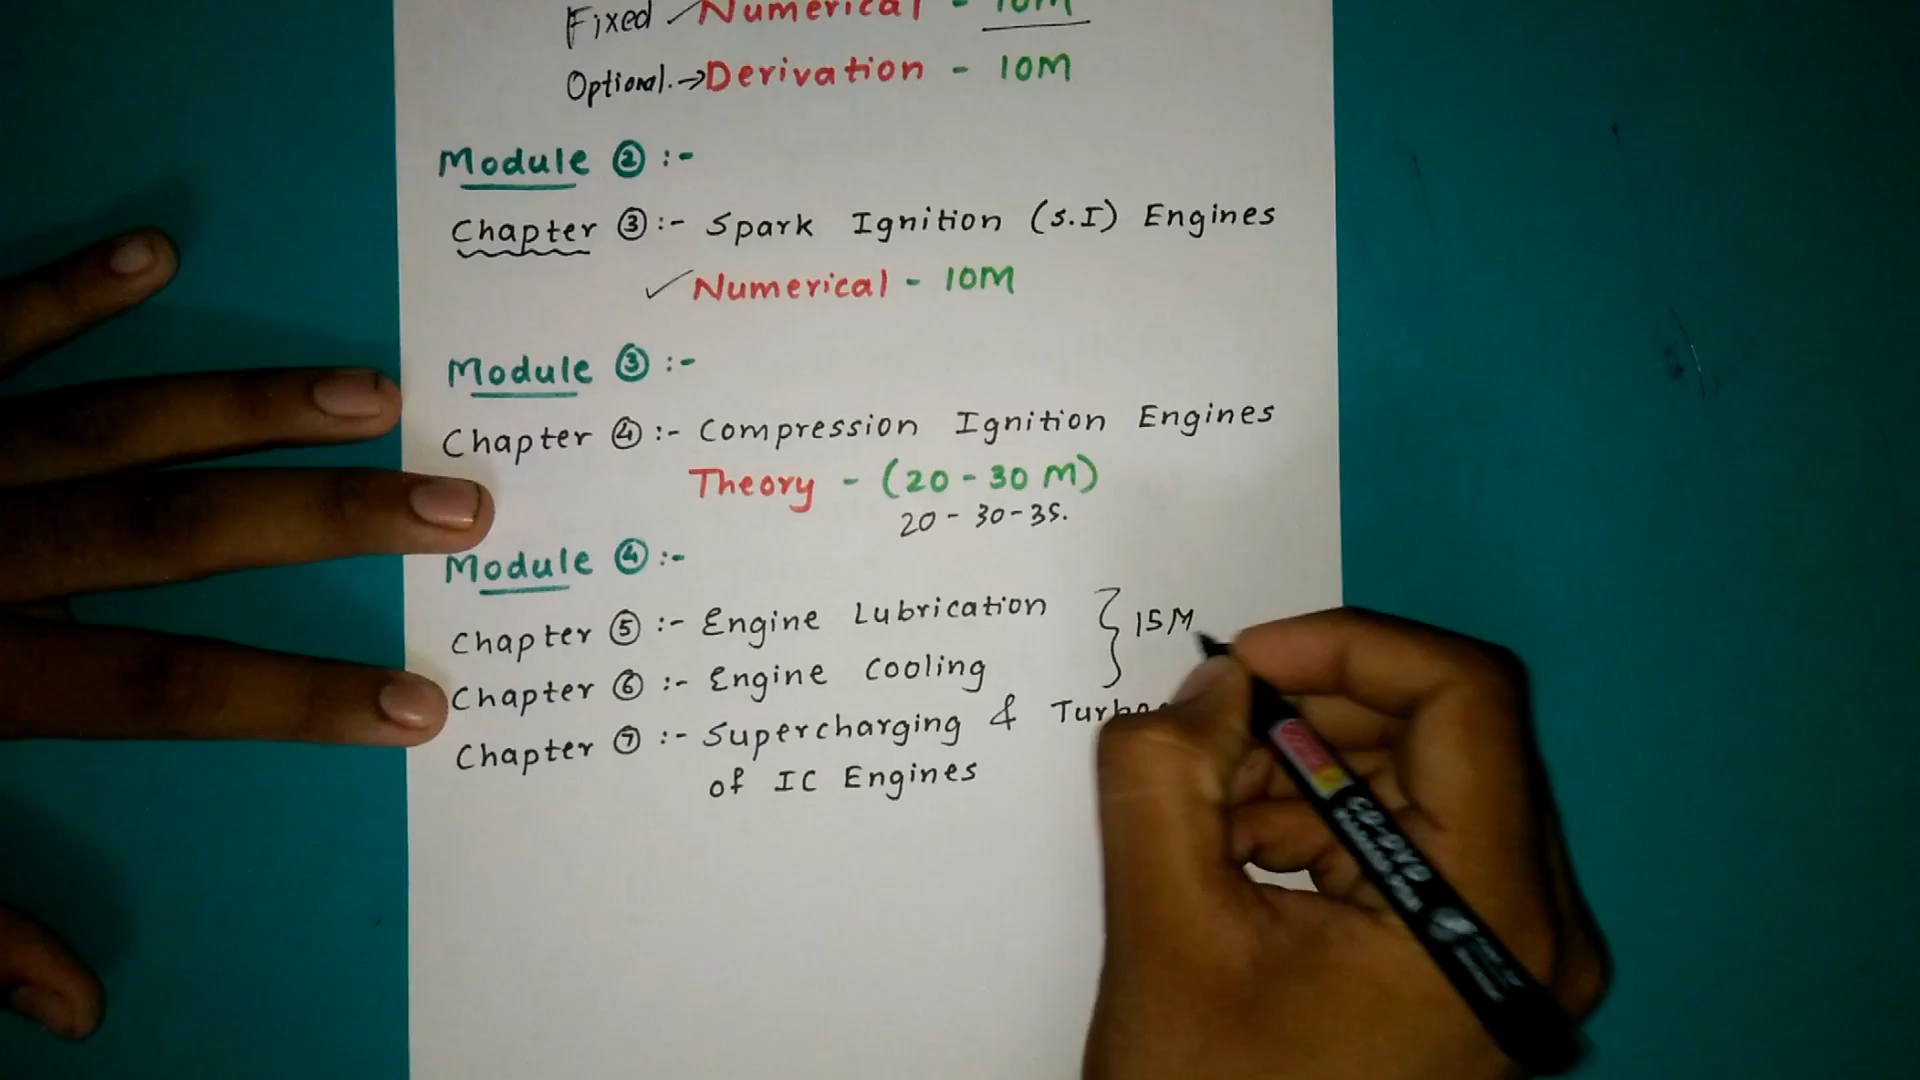 Fixed ✓ Numerical - 10M
Optional. → Derivation - 10M
Module ② :-
Chapter ③ :- Spark Ignition (S.I) Engines
✓ Numerical - 10M
Module ③ :-
Chapter ④ :- Compression Ignition Engines
Theory - (20 - 30 M)
20 - 30 - 35.
Module ④ :-
Chapter ⑤ :- Engine Lubrication
Chapter ⑥ :- Engine Cooling
} 15M
Chapter ⑦ :- Supercharging &
of IC Engines
CD-DVD